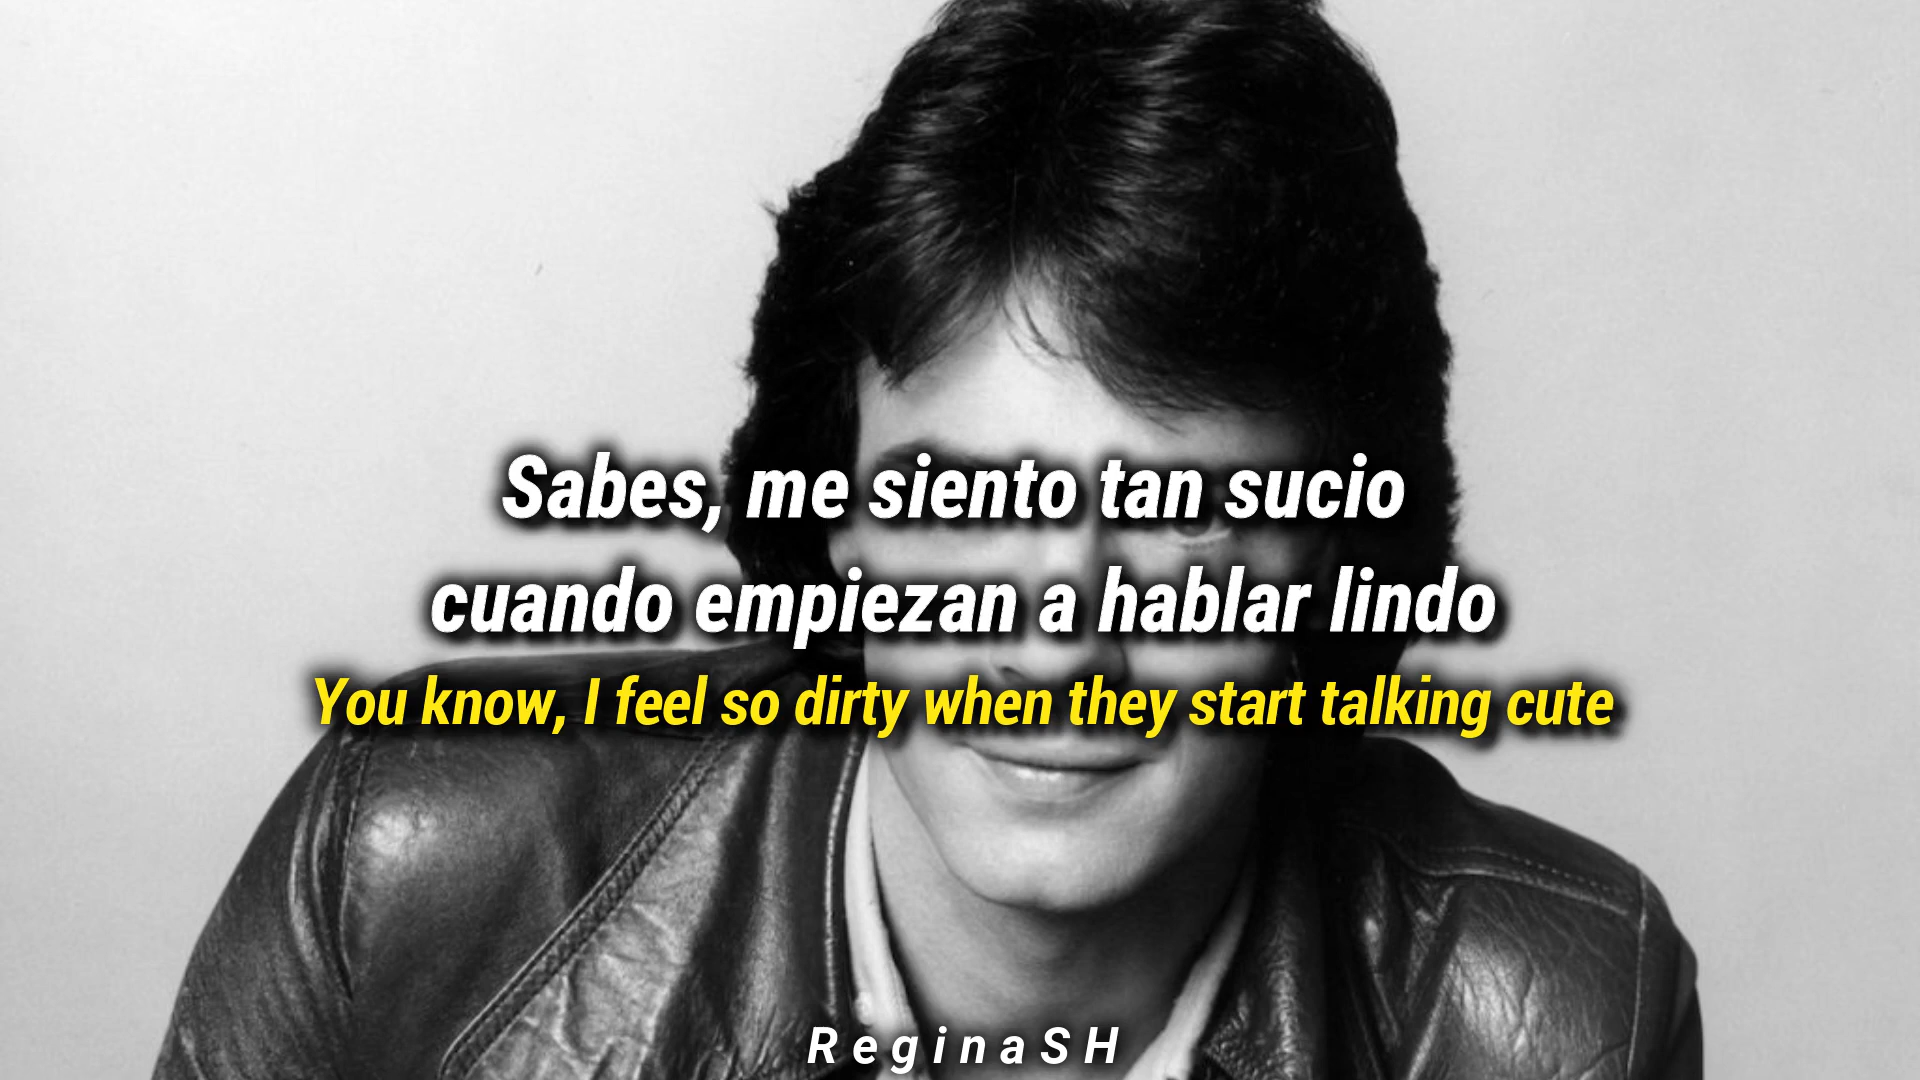 Sabes, me siento tan sucio
cuando empiezan a hablar lindo
You know, I feel so dirty when they start talking cute
ReginaSH